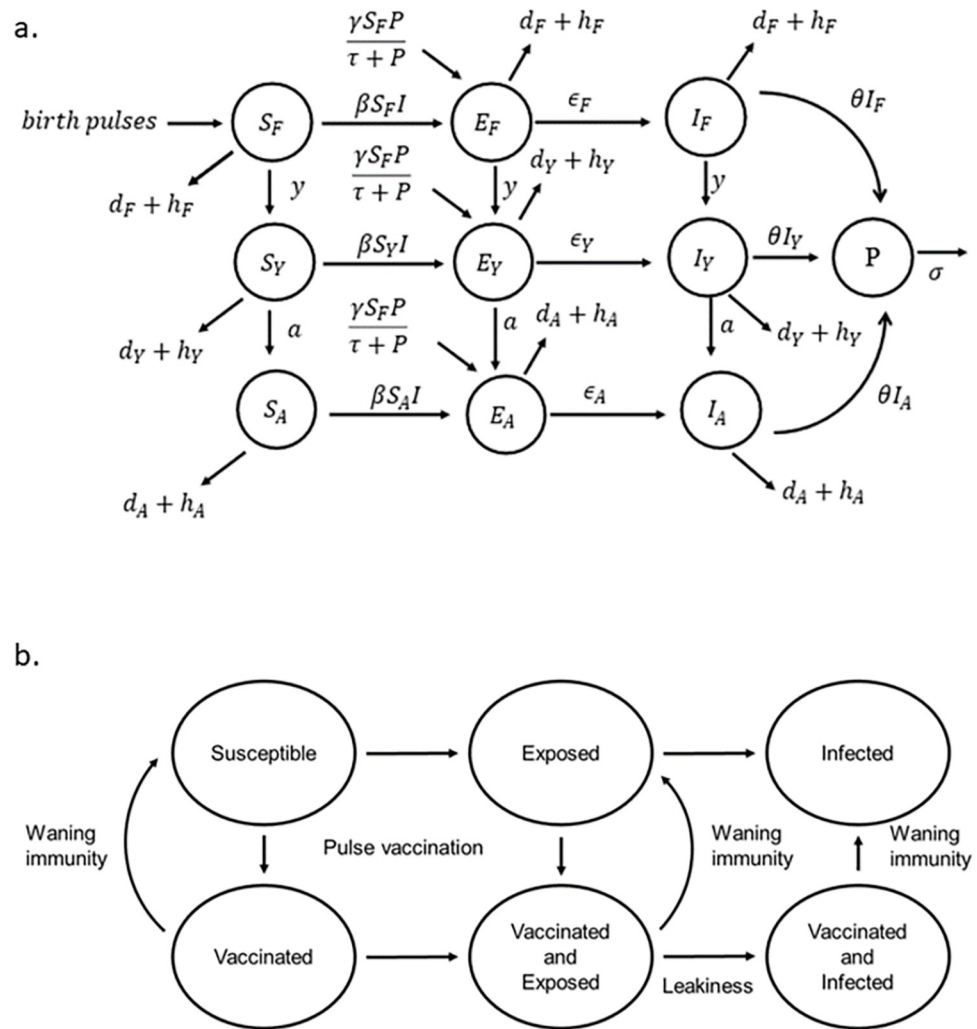 a.
γS_FP
τ + P
d_F + h_F
d_F + h_F
birth pulses
S_F
βS_FI
E_F
ϵ_F
I_F
θI_F
d_F + h_F
y
γS_FP
τ + P
y
d_Y + h_Y
y
S_Y
βS_YI
E_Y
ϵ_Y
I_Y
θI_Y
P
σ
d_Y + h_Y
a
γS_FP
τ + P
a
d_A + h_A
a
d_Y + h_Y
S_A
βS_AI
E_A
ϵ_A
I_A
θI_A
d_A + h_A
d_A + h_A
b.
Susceptible
Exposed
Infected
Waning
immunity
Pulse vaccination
Waning
immunity
Waning
immunity
Vaccinated
Vaccinated
and
Exposed
Leakiness
Vaccinated
and
Infected